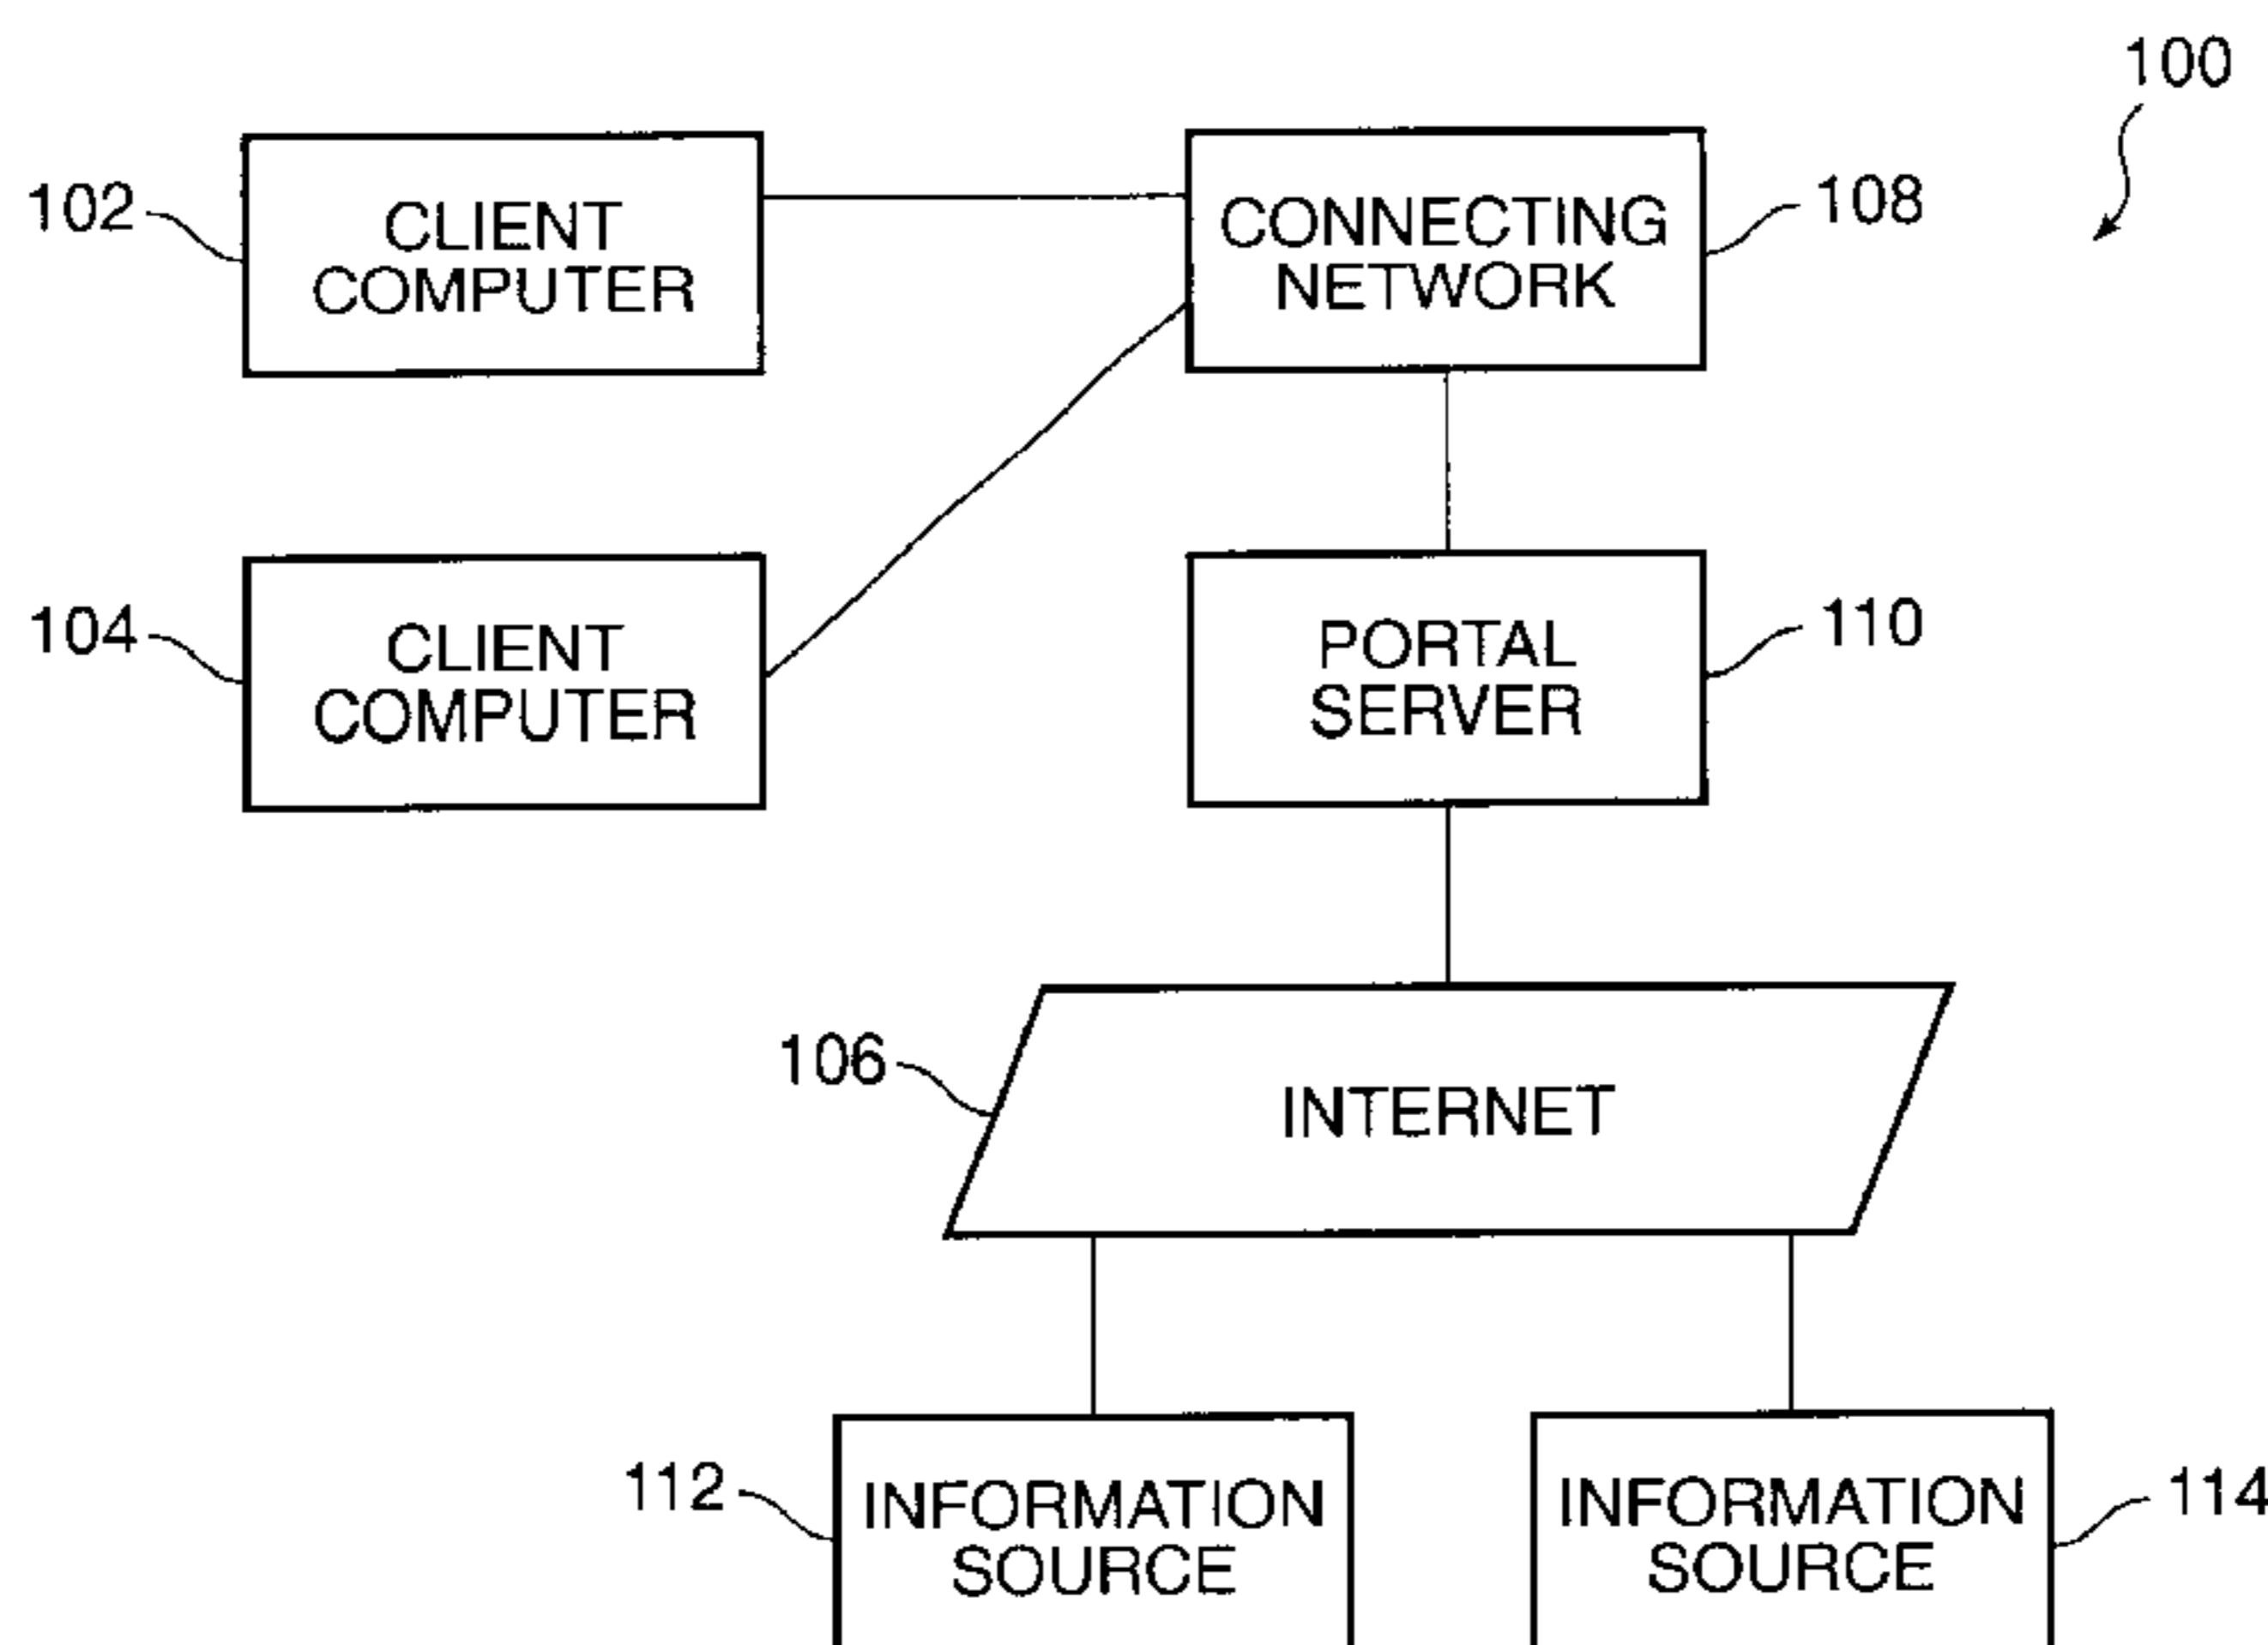 100
102
CLIENT
COMPUTER
CONNECTING
NETWORK
108
104
CLIENT
COMPUTER
PORTAL
SERVER
110
106
INTERNET
112
INFORMATION
SOURCE
INFORMATION
SOURCE
114